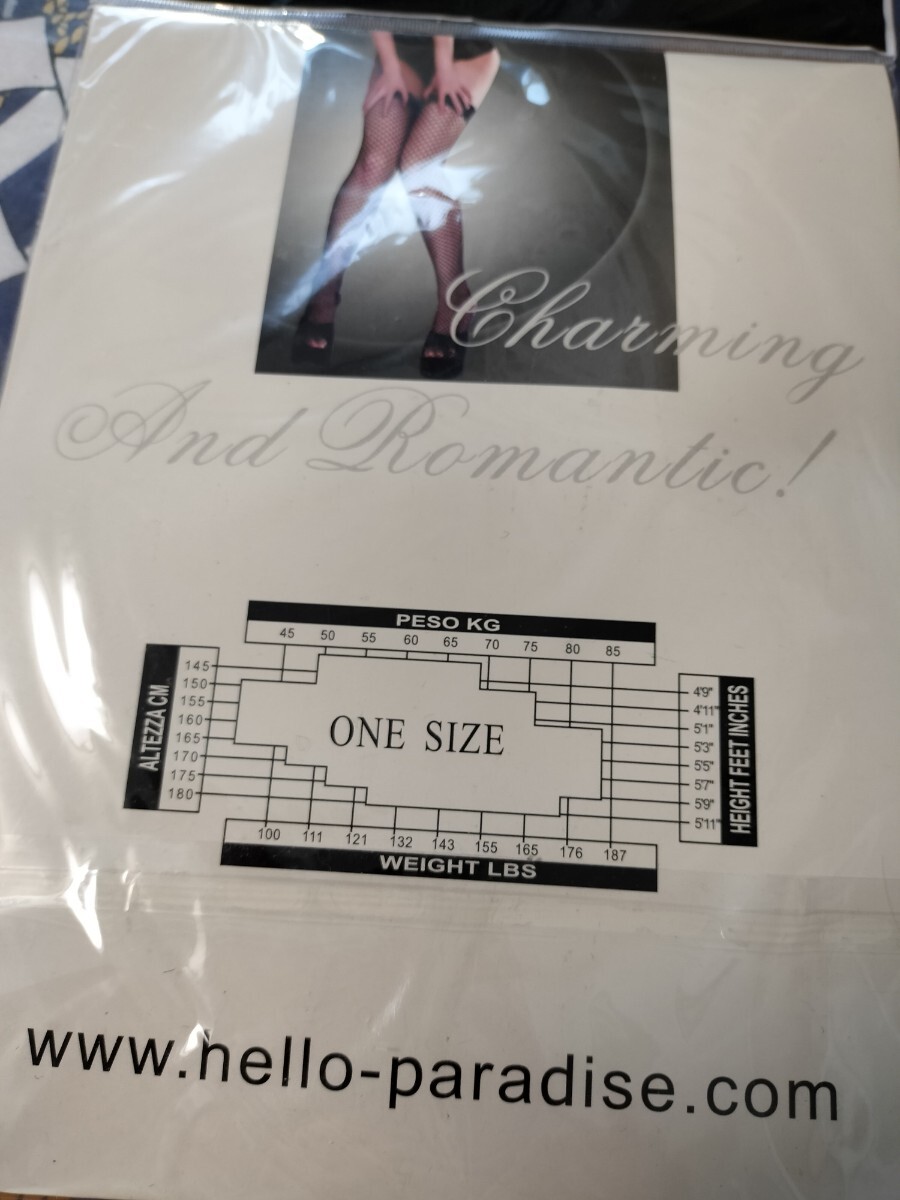 Charming
And Romantic!
PESO KG
45 50 55 60 65 70 75 80 85
ALTEZZA CM
145
150
155
160
165
170
175
180
ONE SIZE
4'9"
4'11"
5'1"
5'3"
5'5"
5'7"
5'9"
5'11"
HEIGHT FEET INCHES
100 111 121 132 143 155 165 176 187
WEIGHT LBS
www.hello-paradise.com